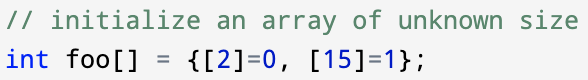 // initialize an array of unknown size
int foo[] = {[2]=0, [15]=1};